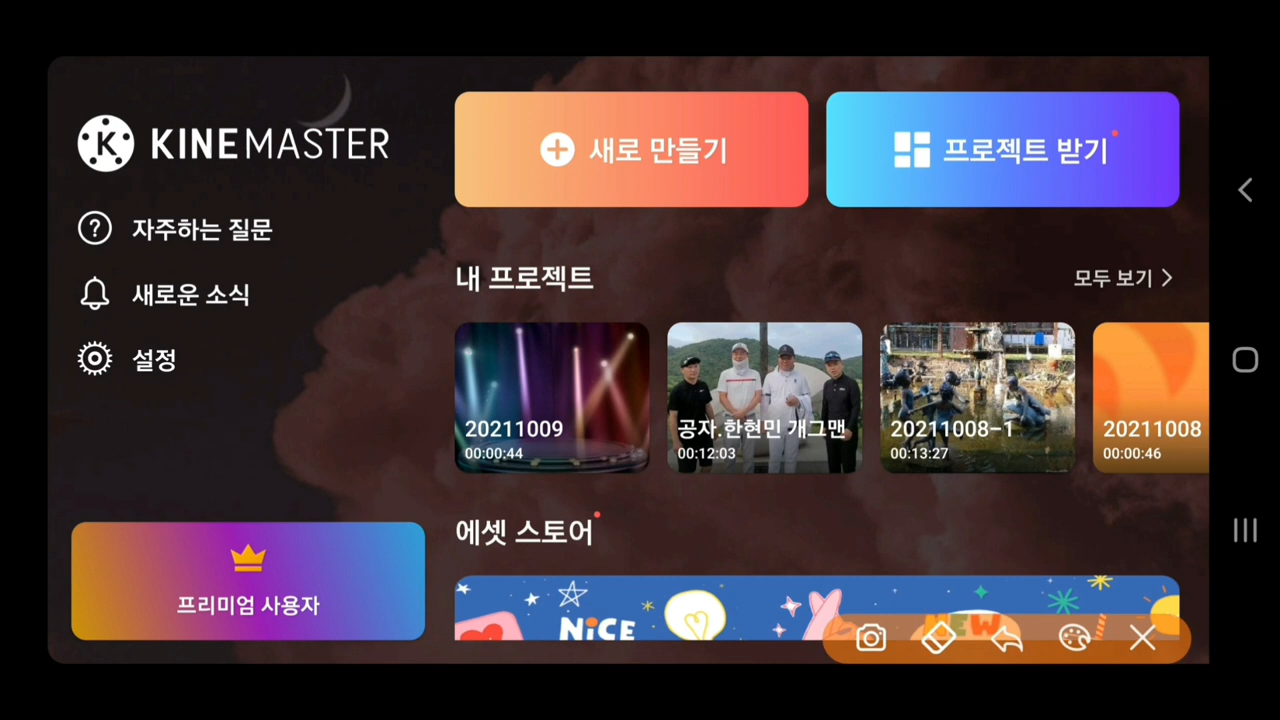 KINEMASTER
자주하는 질문
새로운 소식
설정
프리미엄 사용자
새로 만들기
프로젝트 받기
내 프로젝트
모두 보기
20211009
00:00:44
공자.한현민 개그맨
00:12:03
20211008-1
00:13:27
20211008
00:00:46
에셋 스토어
NiCE
NEW